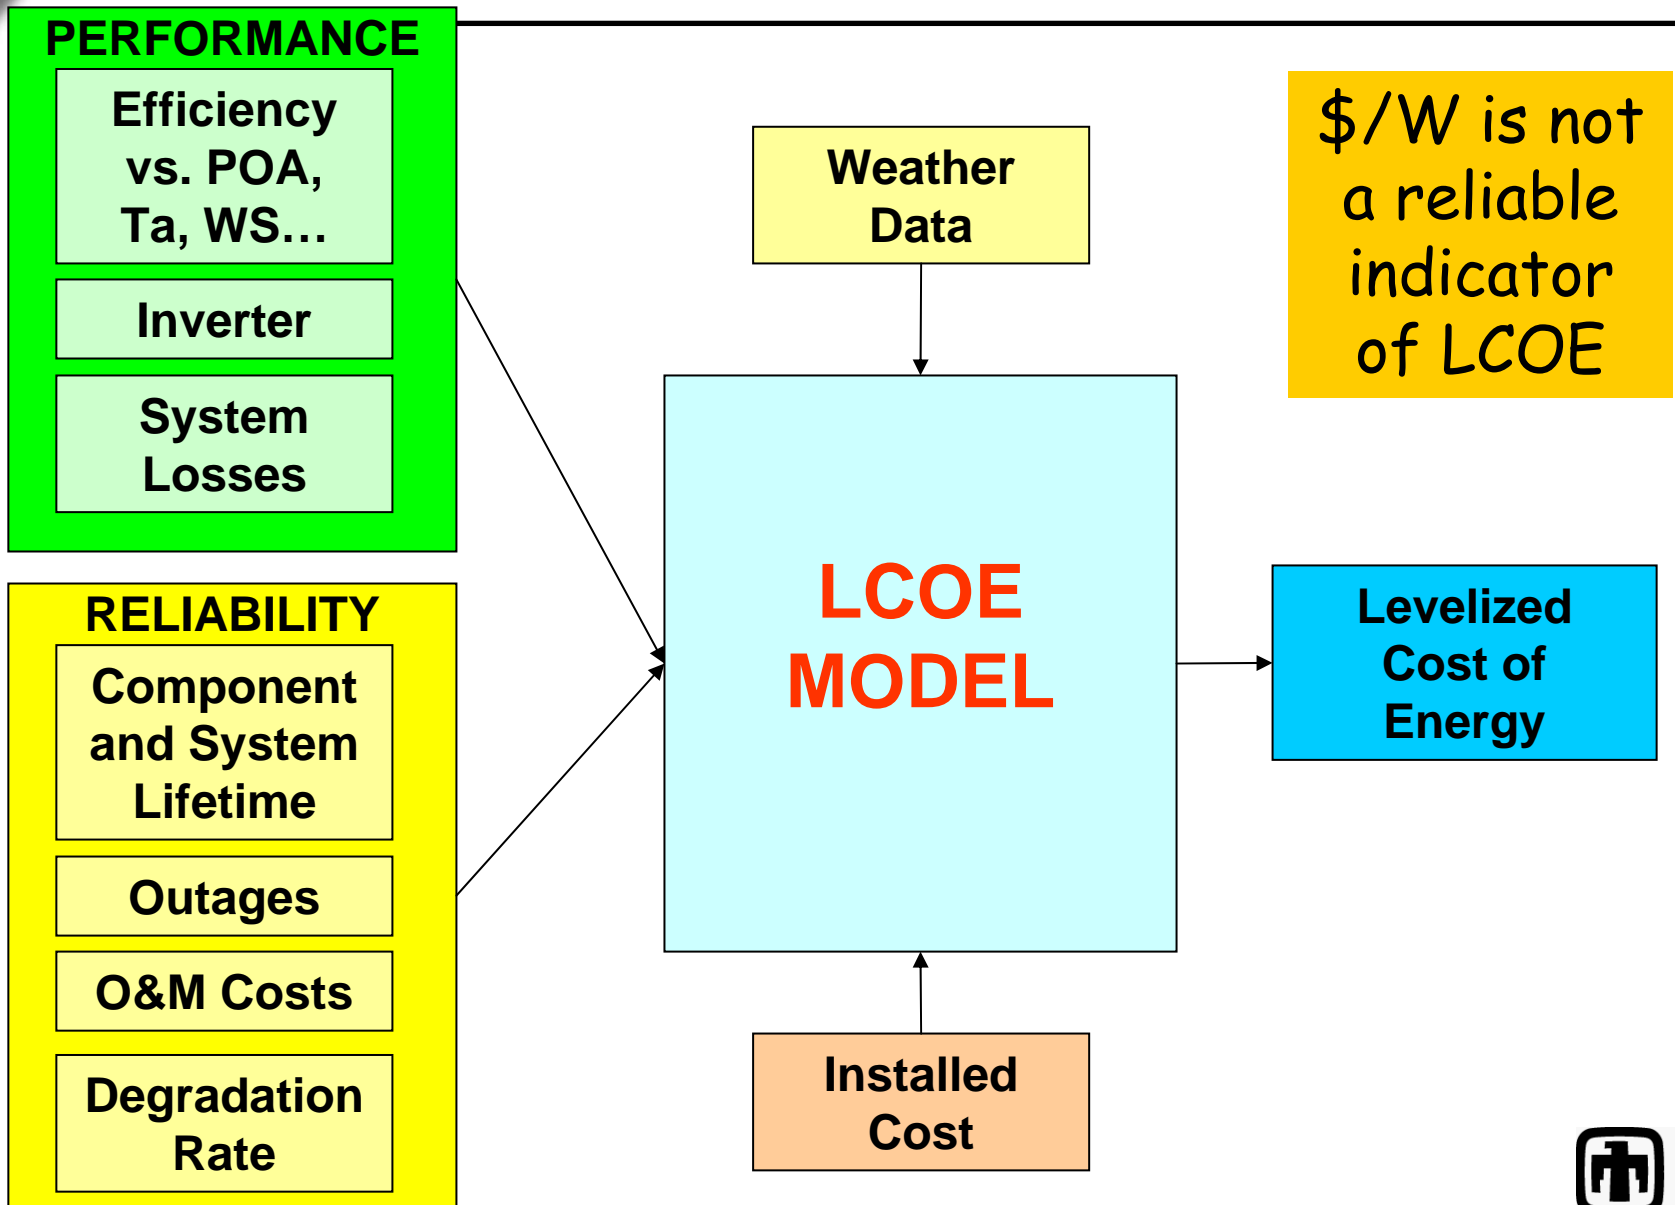 PERFORMANCE
Efficiency
vs. POA,
Ta, WS…
Inverter
System
Losses
RELIABILITY
Component
and System
Lifetime
Outages
O&M Costs
Degradation
Rate
Weather
Data
LCOE
MODEL
Installed
Cost
$/W is not
a reliable
indicator
of LCOE
Levelized
Cost of
Energy